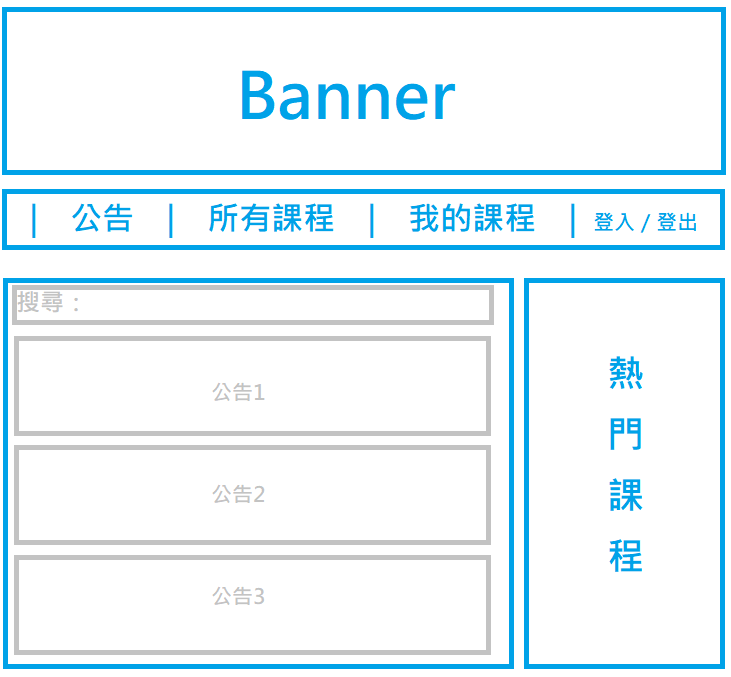 Banner
| 公告 | 所有課程 | 我的課程 | 登入 / 登出
搜尋：
公告1
公告2
公告3
熱
門
課
程